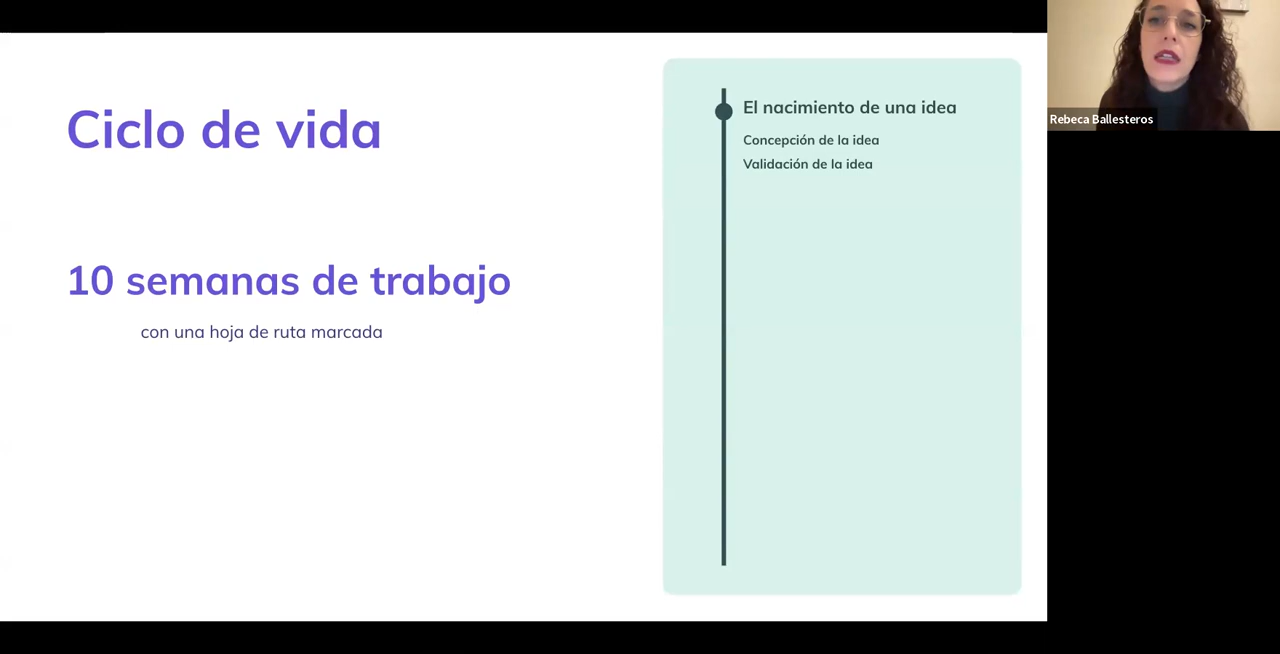 Ciclo de vida
10 semanas de trabajo
con una hoja de ruta marcada
El nacimiento de una idea
Concepción de la idea
Validación de la idea
Rebeca Ballesteros